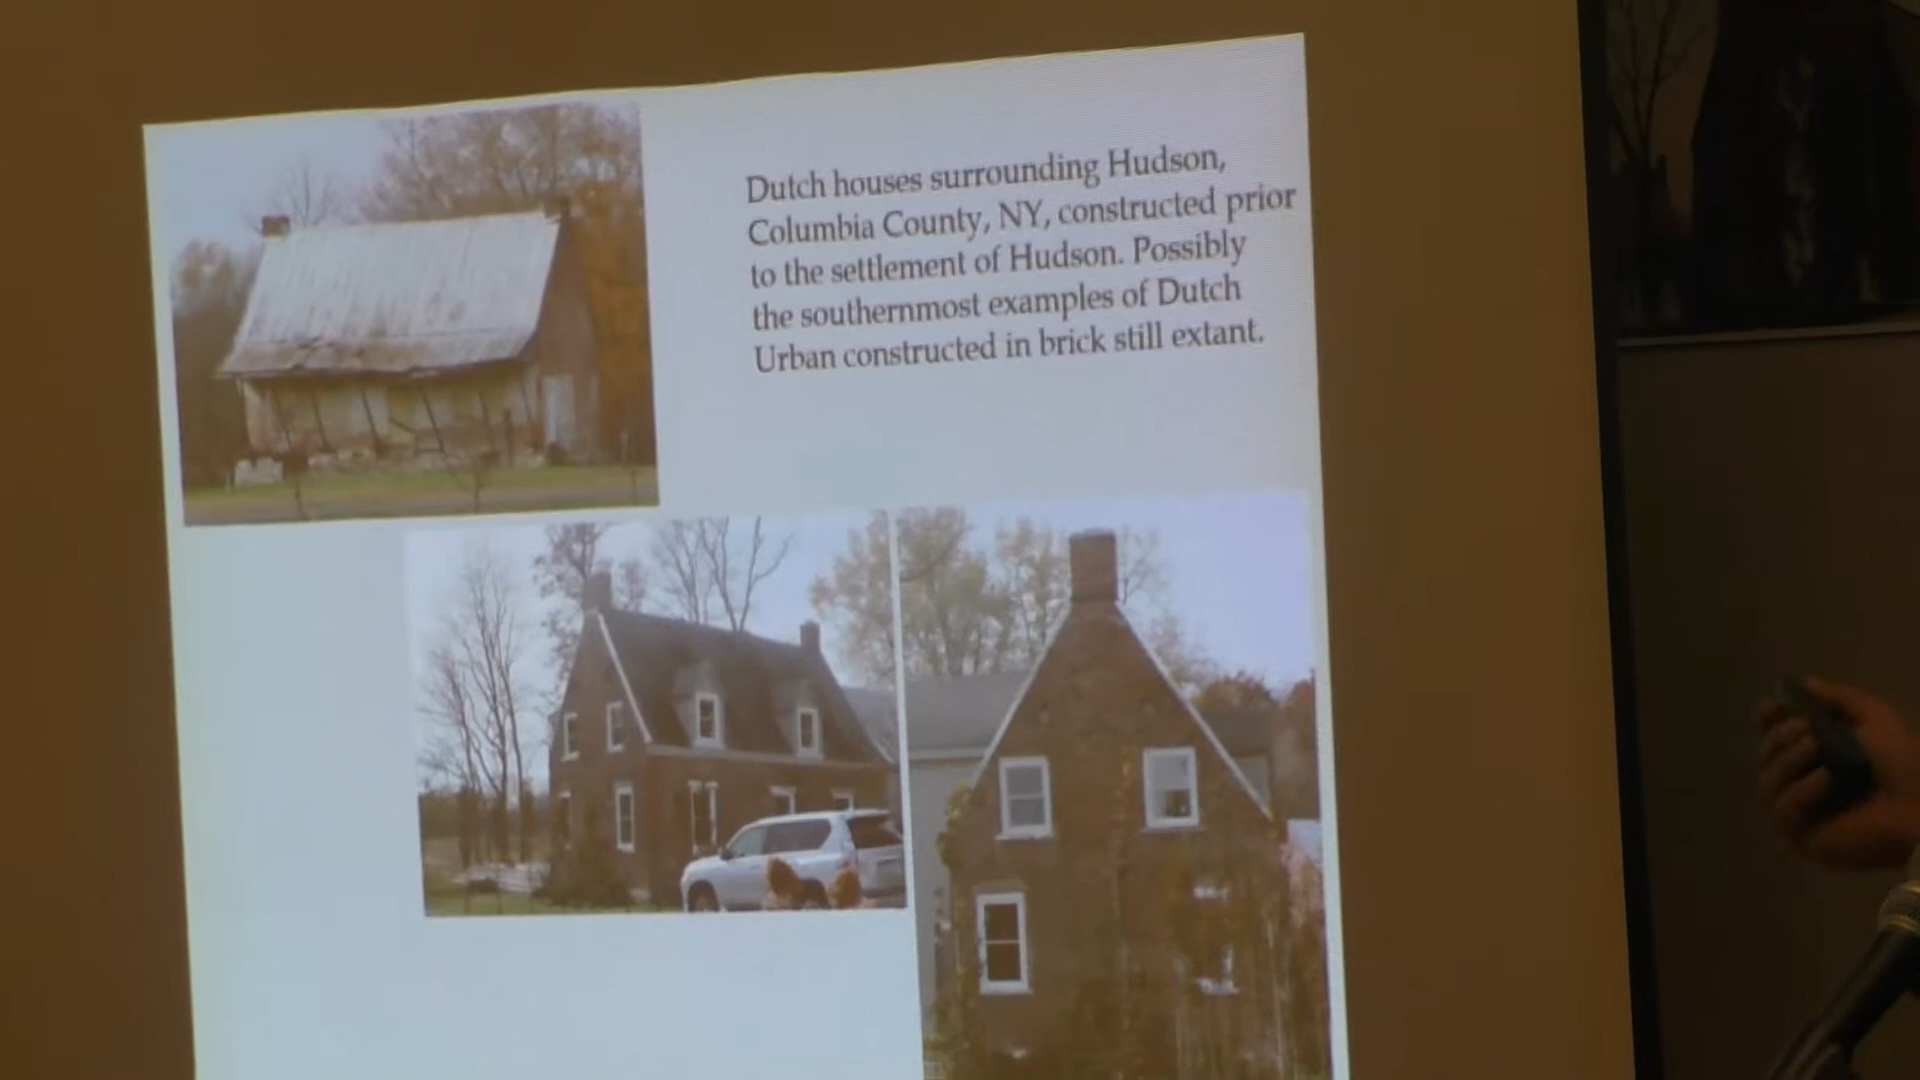 Dutch houses surrounding Hudson,
Columbia County, NY, constructed prior
to the settlement of Hudson. Possibly
the southernmost examples of Dutch
Urban constructed in brick still extant.